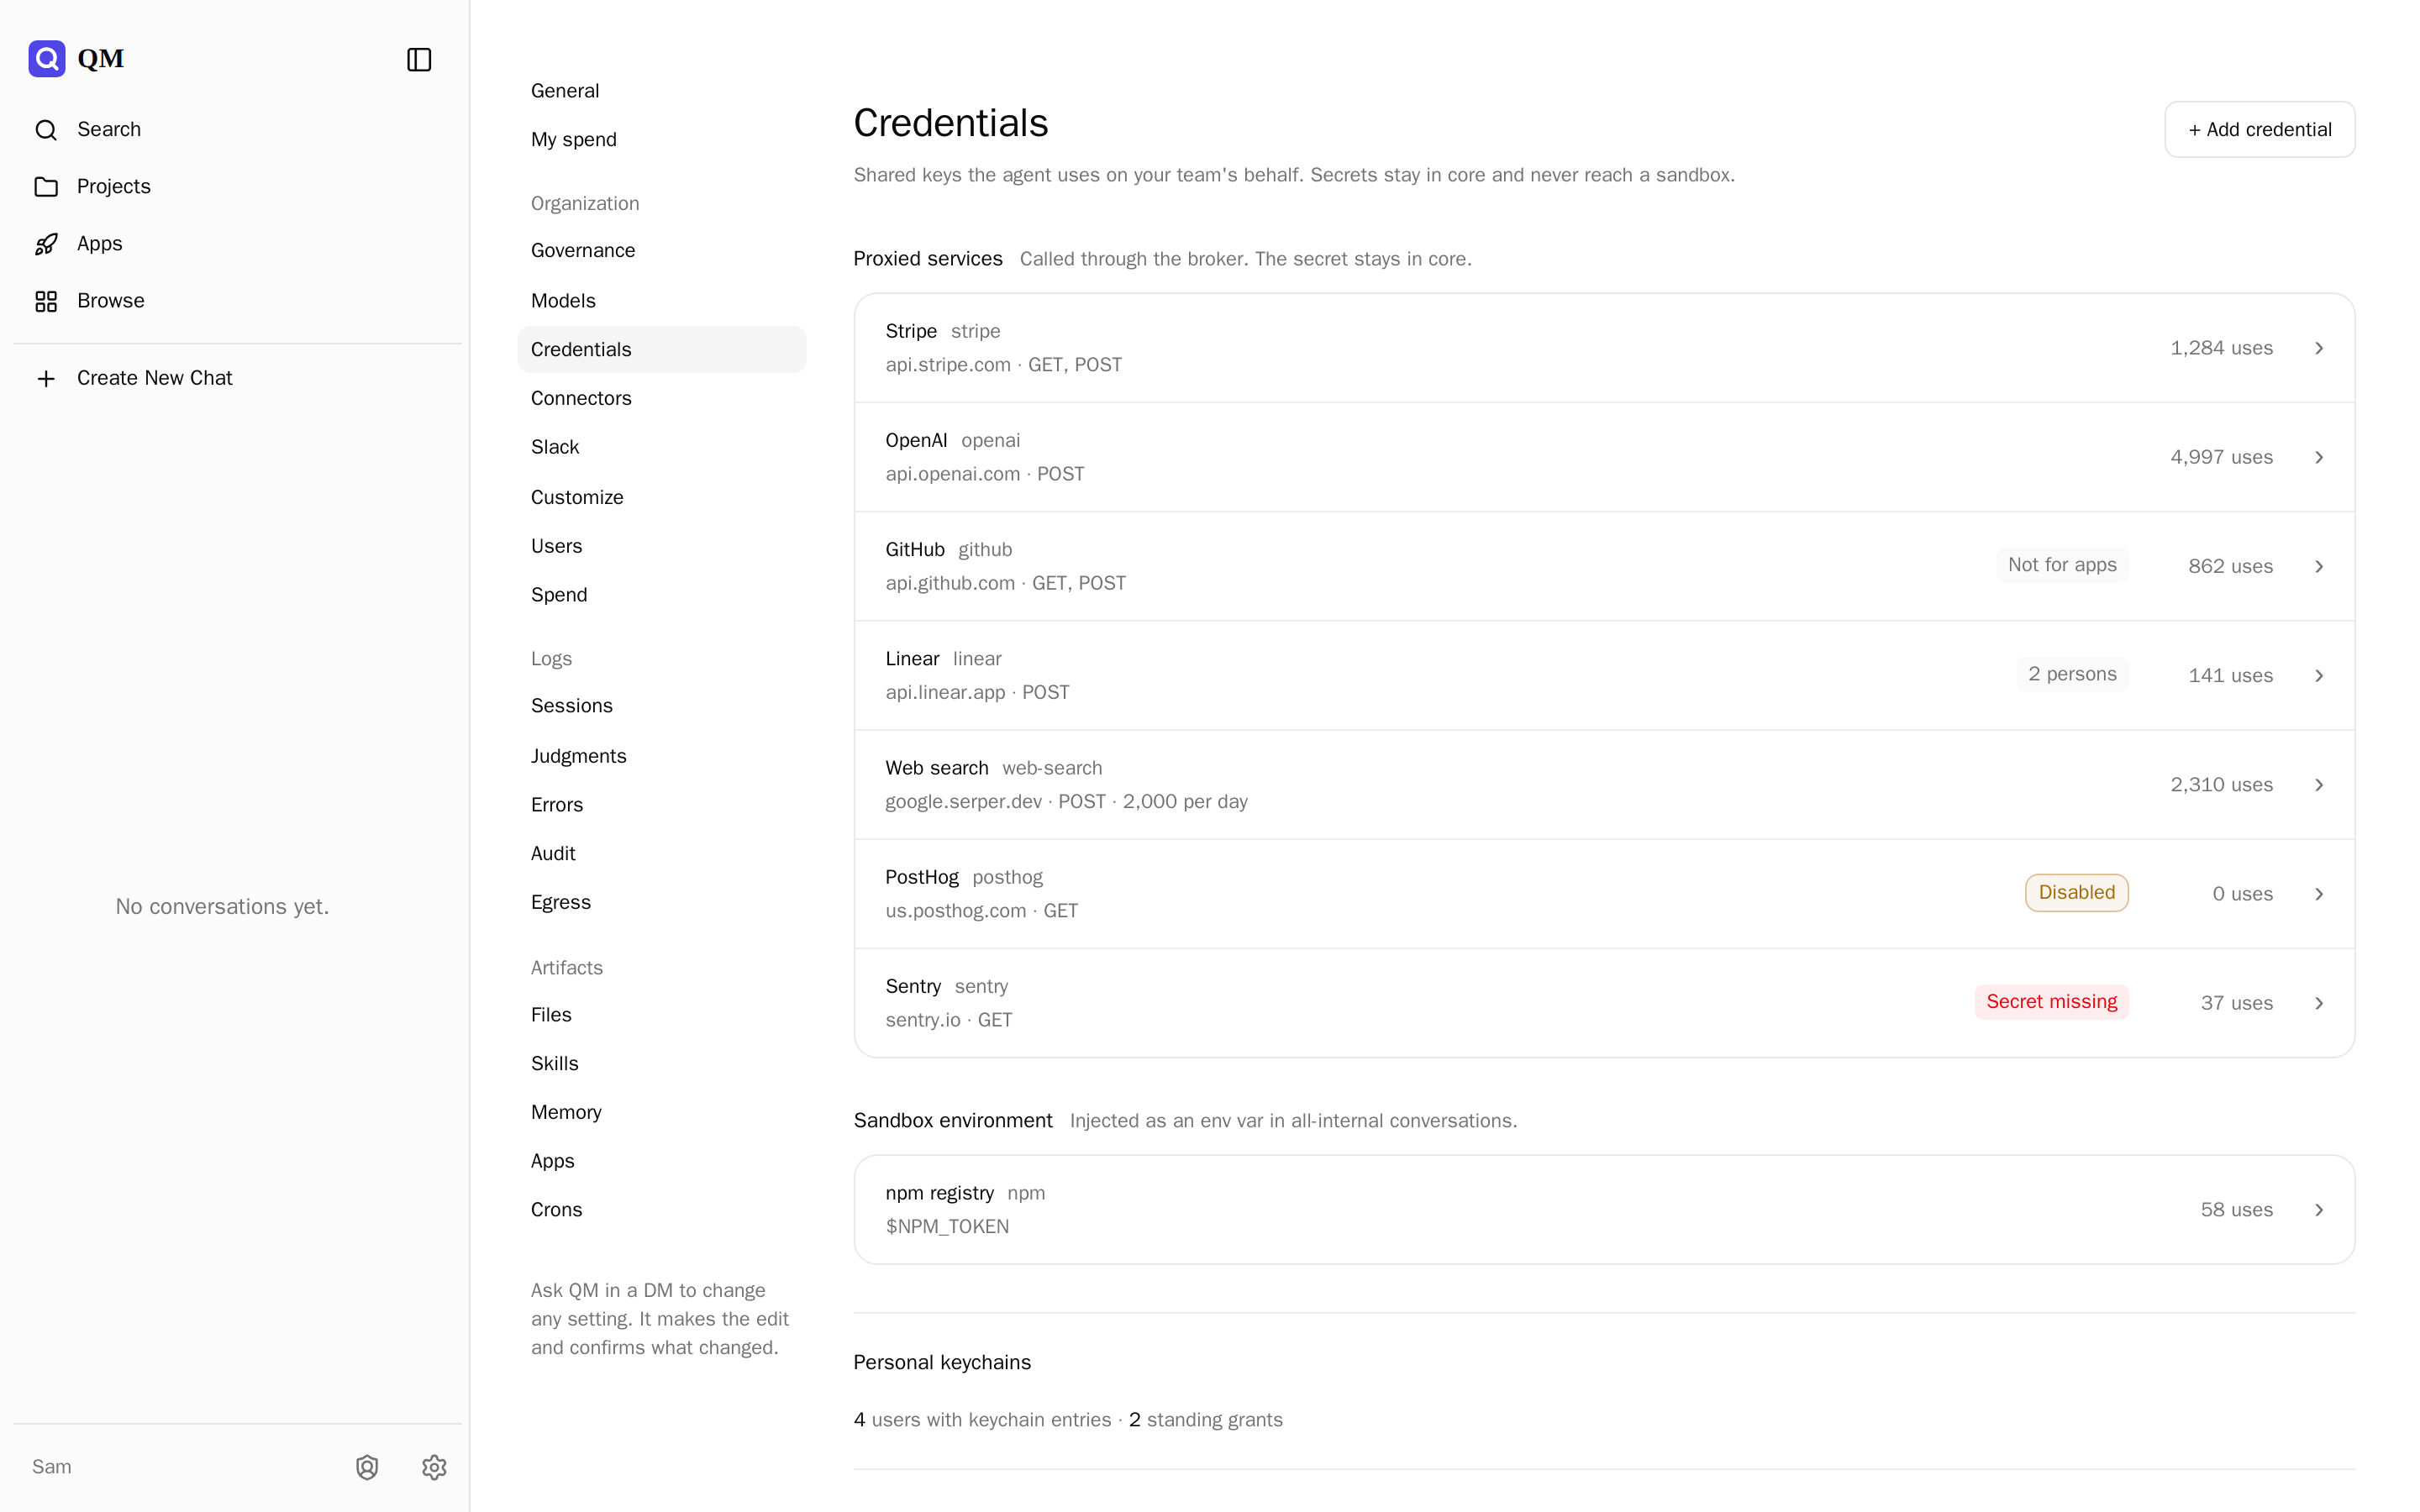 QM
Search
Projects
Apps
Browse
Create New Chat
No conversations yet.
Sam
General
My spend
Organization
Governance
Models
Credentials
Connectors
Slack
Customize
Users
Spend
Logs
Sessions
Judgments
Errors
Audit
Egress
Artifacts
Files
Skills
Memory
Apps
Crons
Ask QM in a DM to change
any setting. It makes the edit
and confirms what changed.
Credentials
+ Add credential
Shared keys the agent uses on your team's behalf. Secrets stay in core and never reach a sandbox.
Proxied services Called through the broker. The secret stays in core.
Stripe stripe
api.stripe.com · GET, POST
1,284 uses
OpenAI openai
api.openai.com · POST
4,997 uses
GitHub github
api.github.com · GET, POST
Not for apps 862 uses
Linear linear
api.linear.app · POST
2 persons 141 uses
Web search web-search
google.serper.dev · POST · 2,000 per day
2,310 uses
PostHog posthog
us.posthog.com · GET
Disabled 0 uses
Sentry sentry
sentry.io · GET
Secret missing 37 uses
Sandbox environment Injected as an env var in all-internal conversations.
npm registry npm
$NPM_TOKEN
58 uses
Personal keychains
4 users with keychain entries · 2 standing grants